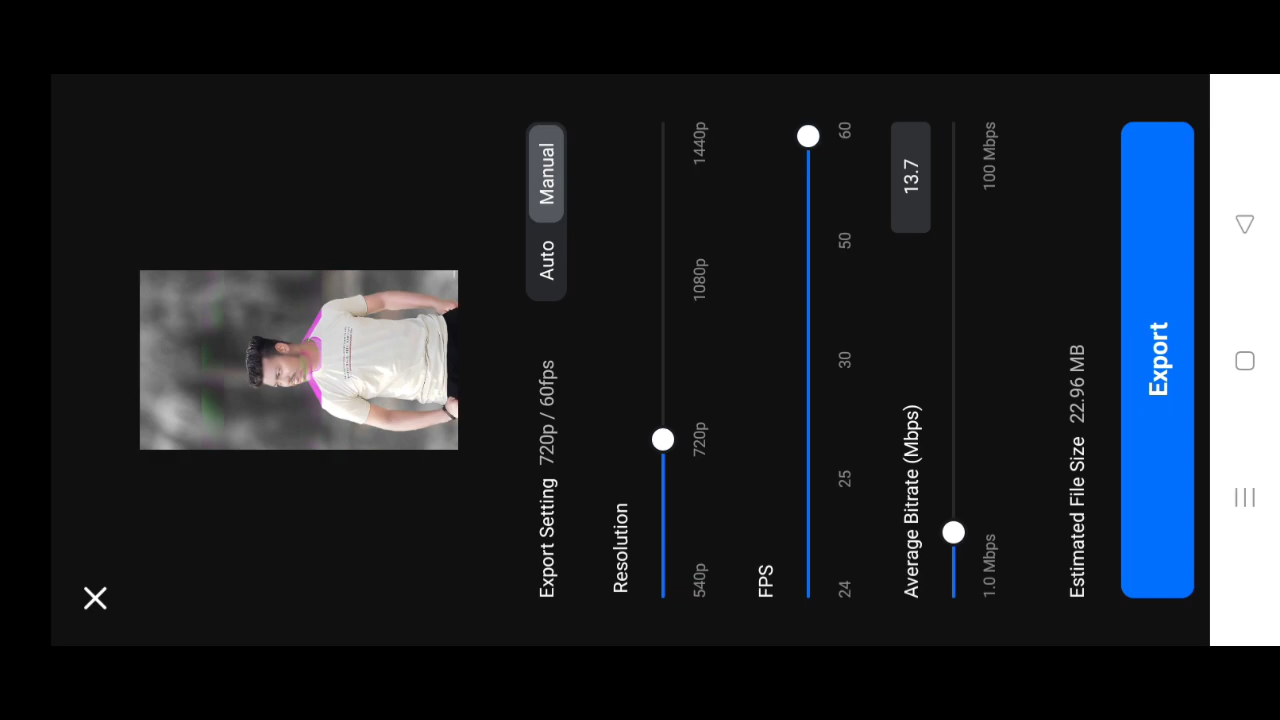 Export Setting 720p / 60fps Auto Manual
Resolution
540p 720p 1080p 1440p
FPS
24 25 30 50 60
Average Bitrate (Mbps) 13.7
1.0 Mbps 100 Mbps
Estimated File Size 22.96 MB
Export